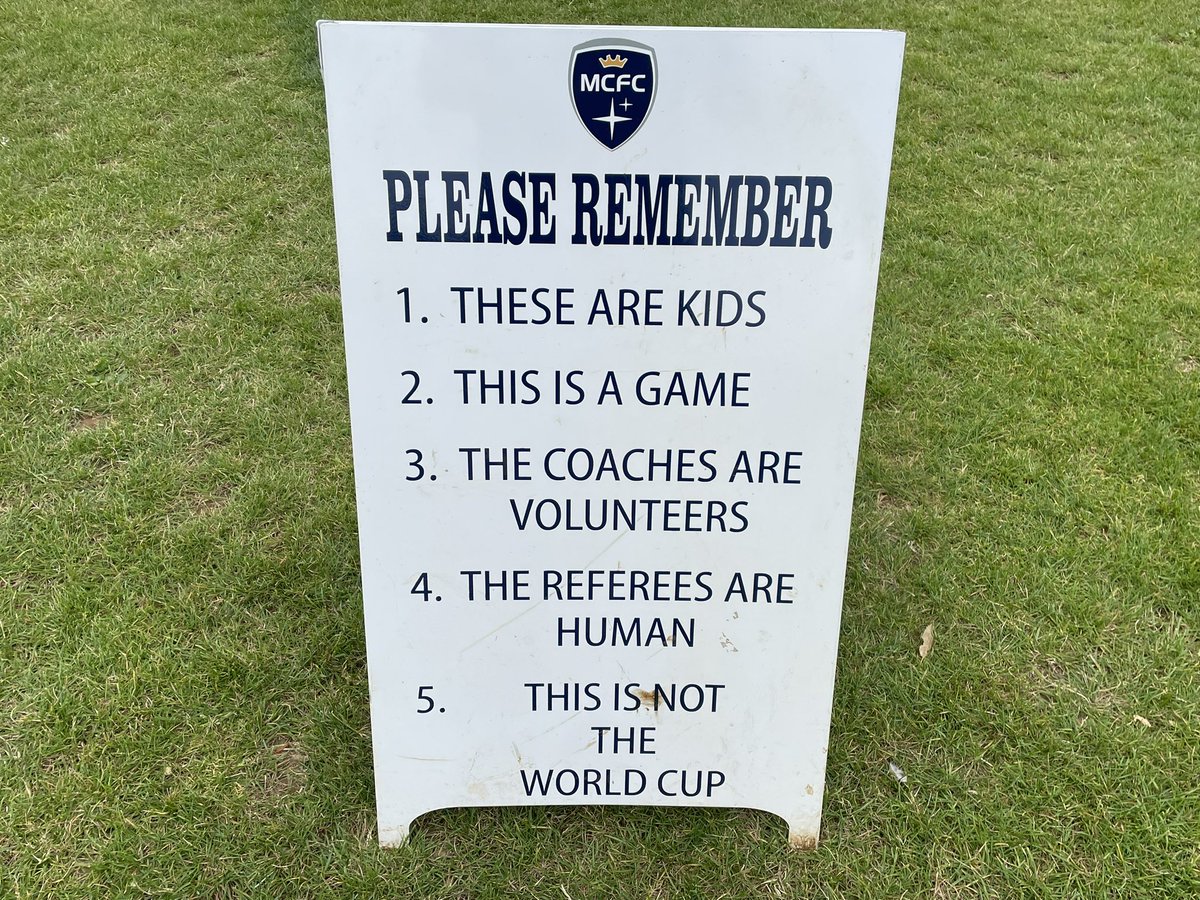 MCFC
PLEASE REMEMBER
1. THESE ARE KIDS
2. THIS IS A GAME
3. THE COACHES ARE
VOLUNTEERS
4. THE REFEREES ARE
HUMAN
5. THIS IS NOT
THE
WORLD CUP